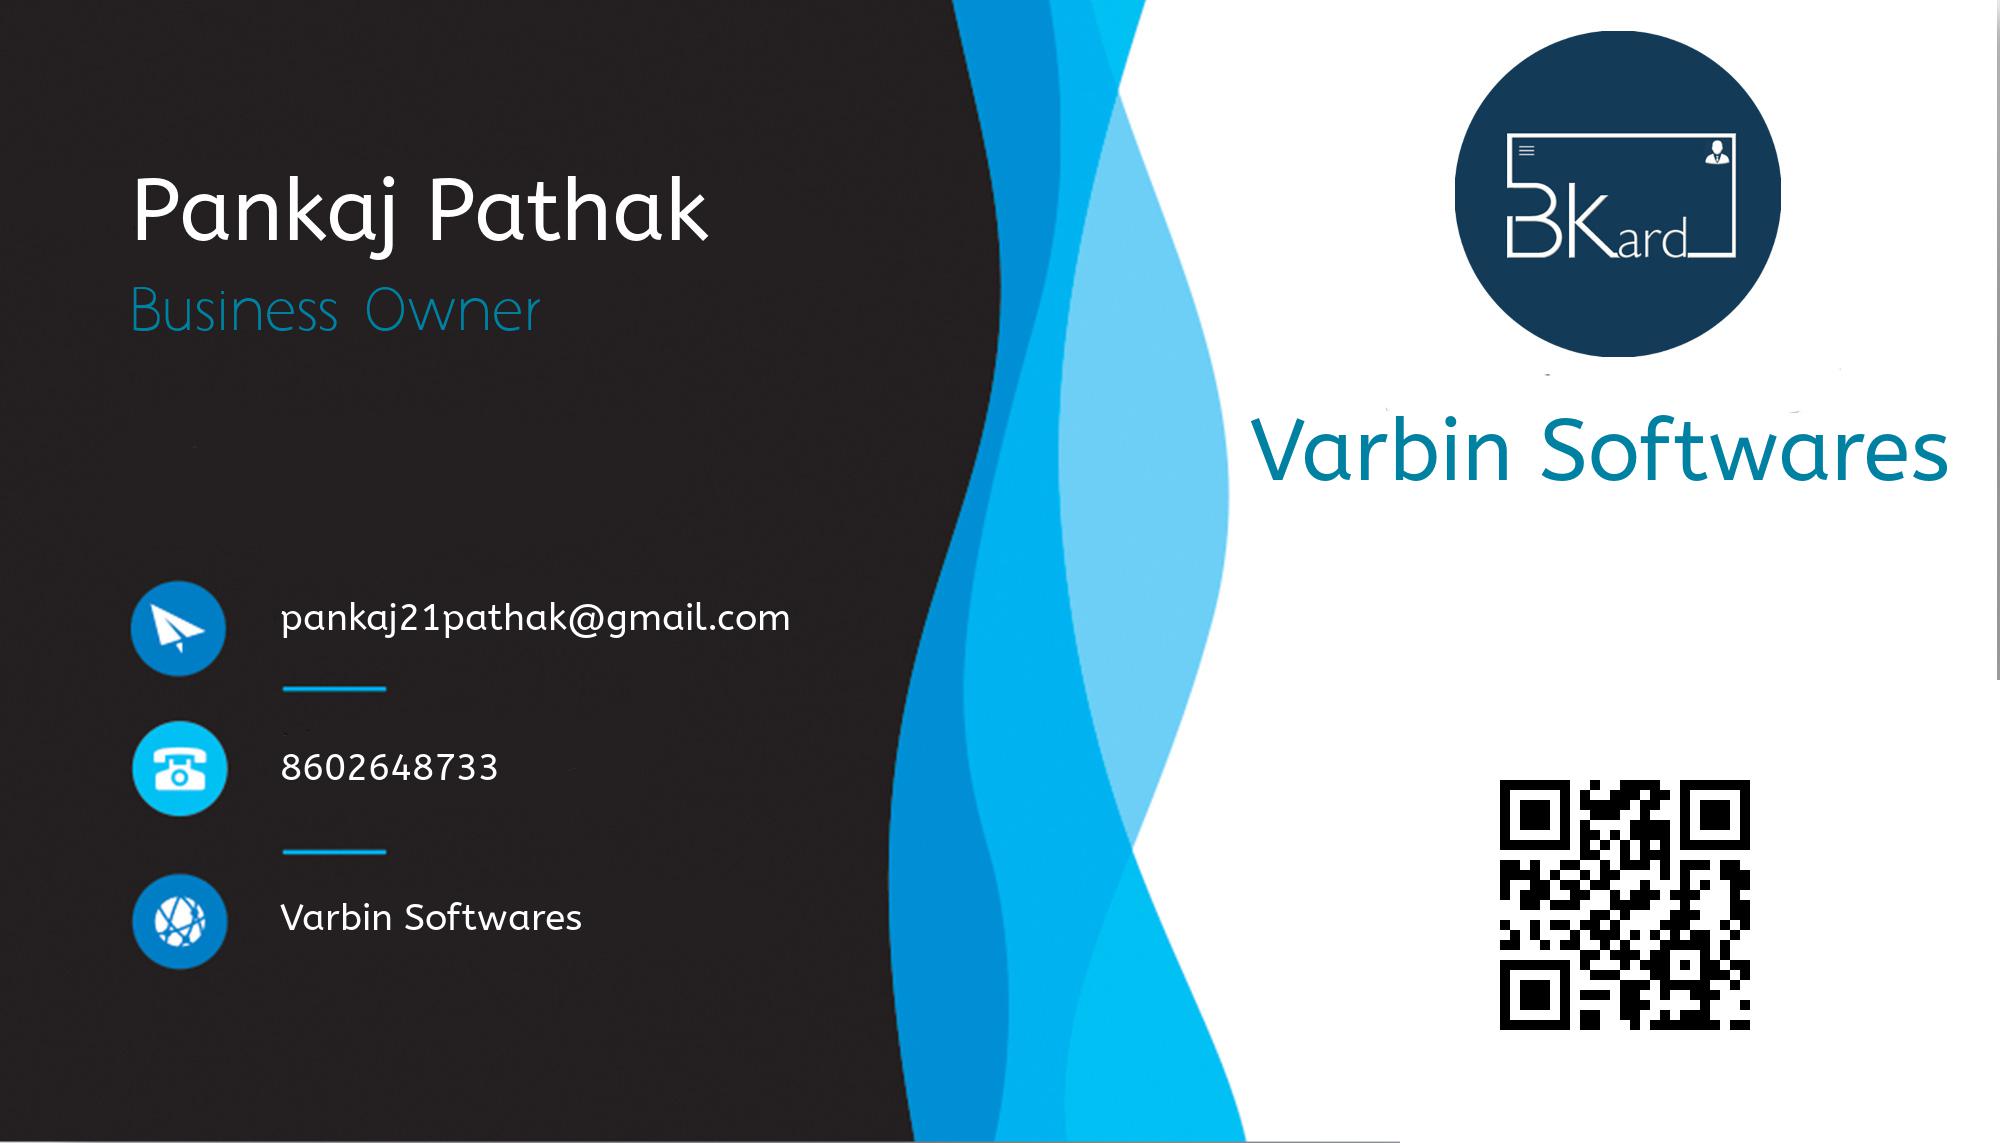 Pankaj Pathak
Business Owner
pankaj21pathak@gmail.com
8602648733
Varbin Softwares
BKard
Varbin Softwares